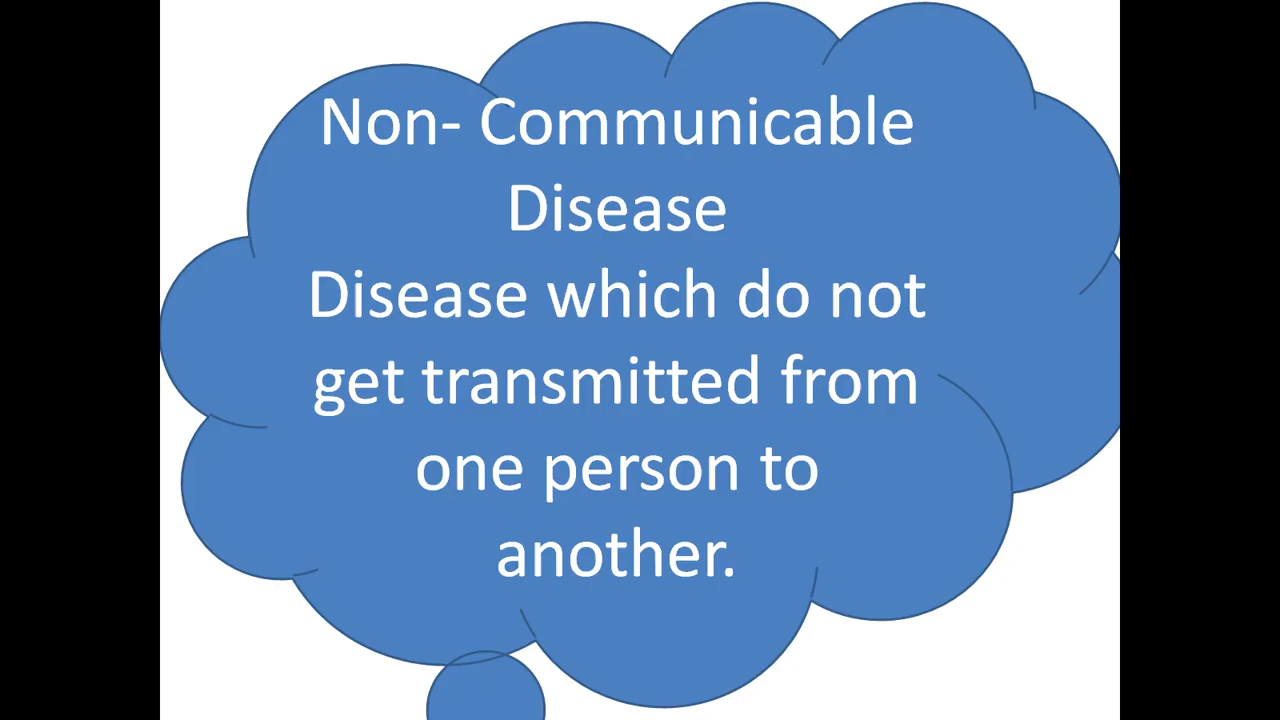 Non- Communicable
Disease
Disease which do not
get transmitted from
one person to
another.